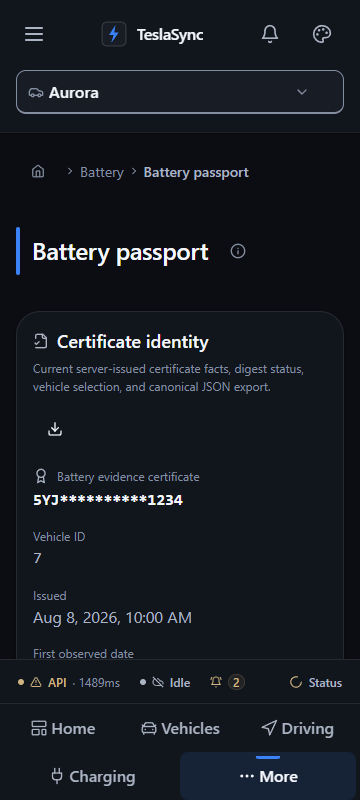 TeslaSync
Aurora
Battery
Battery passport
Battery passport
Certificate identity
Current server-issued certificate facts, digest status,
vehicle selection, and canonical JSON export.
Battery evidence certificate
5YJ**********1234
Vehicle ID
7
Issued
Aug 8, 2026, 10:00 AM
First observed date
API · 1489ms Idle 2 Status
Home Vehicles Driving
Charging More